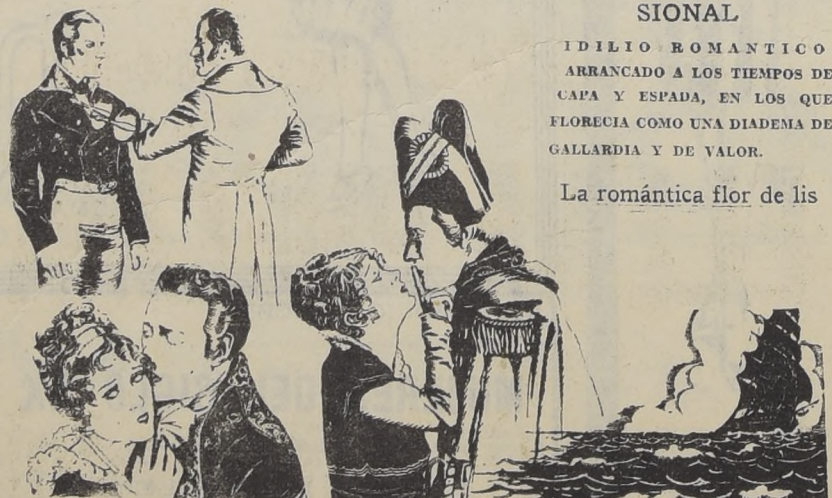 SIONAL
IDILIO ROMANTICO
ARRANCADO A LOS TIEMPOS DE
CAPA Y ESPADA, EN LOS QUE
FLORECIA COMO UNA DIADEMA DE
GALLARDIA Y DE VALOR.
La romántica flor de lis